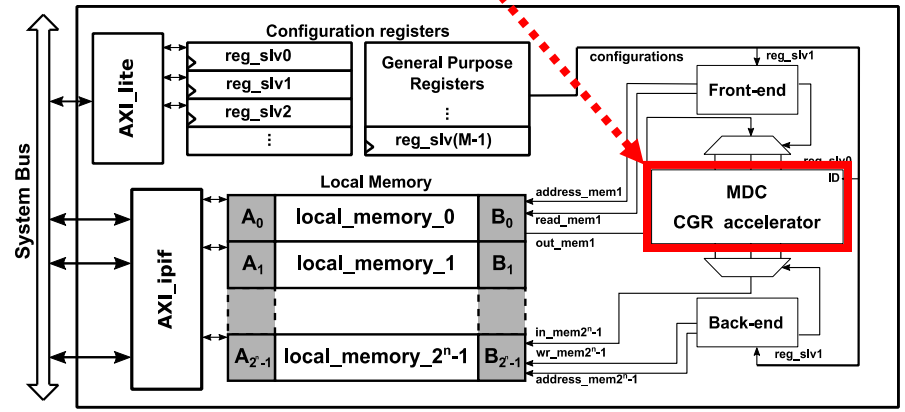 System Bus
AXI_lite
Configuration registers
reg_slv0
reg_slv1
reg_slv2
...
General Purpose
Registers
...
reg_slv(M-1)
configurations
reg_slv1
Front-end
reg_slv0
ID
MDC
CGR accelerator
AXI_ipif
Local Memory
A0 local_memory_0 B0
A1 local_memory_1 B1
A2ⁿ-1 local_memory_2ⁿ-1 B2ⁿ-1
address_mem1
read_mem1
out_mem1
in_mem2ⁿ-1
wr_mem2ⁿ-1
address_mem2ⁿ-1
Back-end
reg_slv1